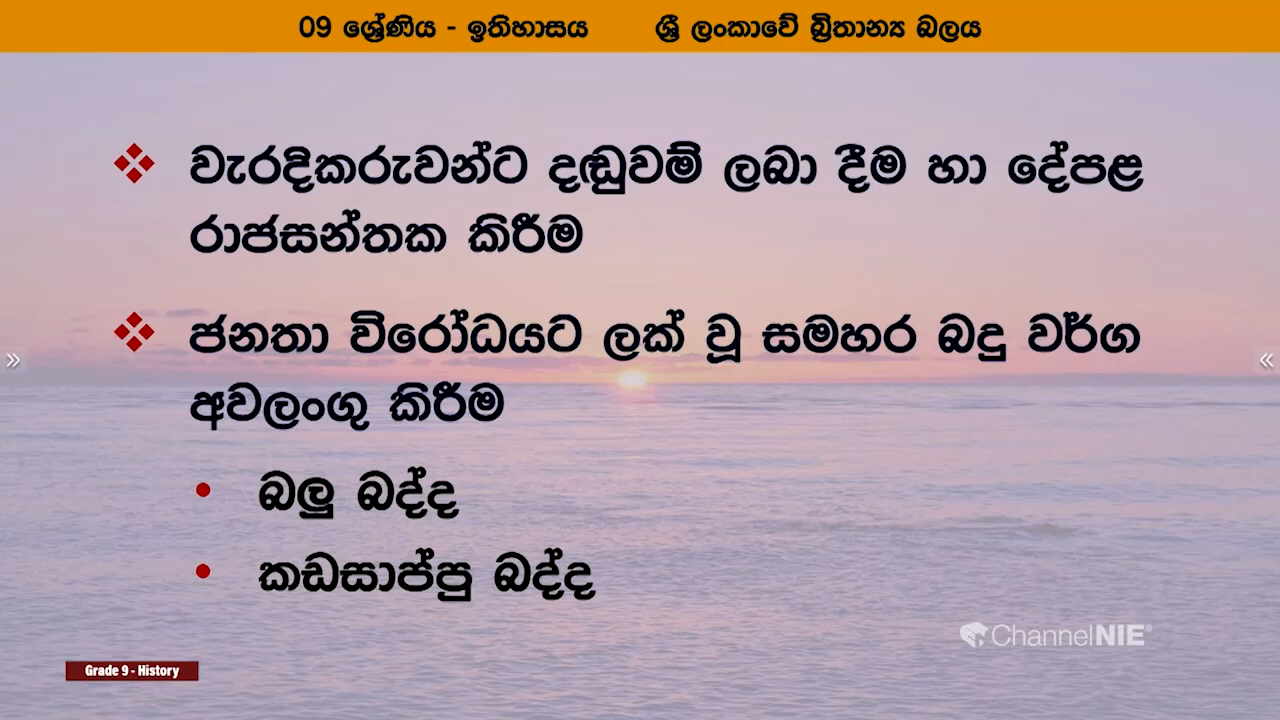 09 ශ්‍රේණිය - ඉතිහාසය ශ්‍රී ලංකාවේ බ්‍රිතාන්‍ය බලය
වැරදිකරුවන්ට දඬුවම් ලබා දීම හා දේපළ
රාජසන්තක කිරීම
ජනතා විරෝධයට ලක් වූ සමහර බදු වර්ග
අවලංගු කිරීම
• බලු බද්ද
• කඩසාප්පු බද්ද
ChannelNIE®
Grade 9 - History